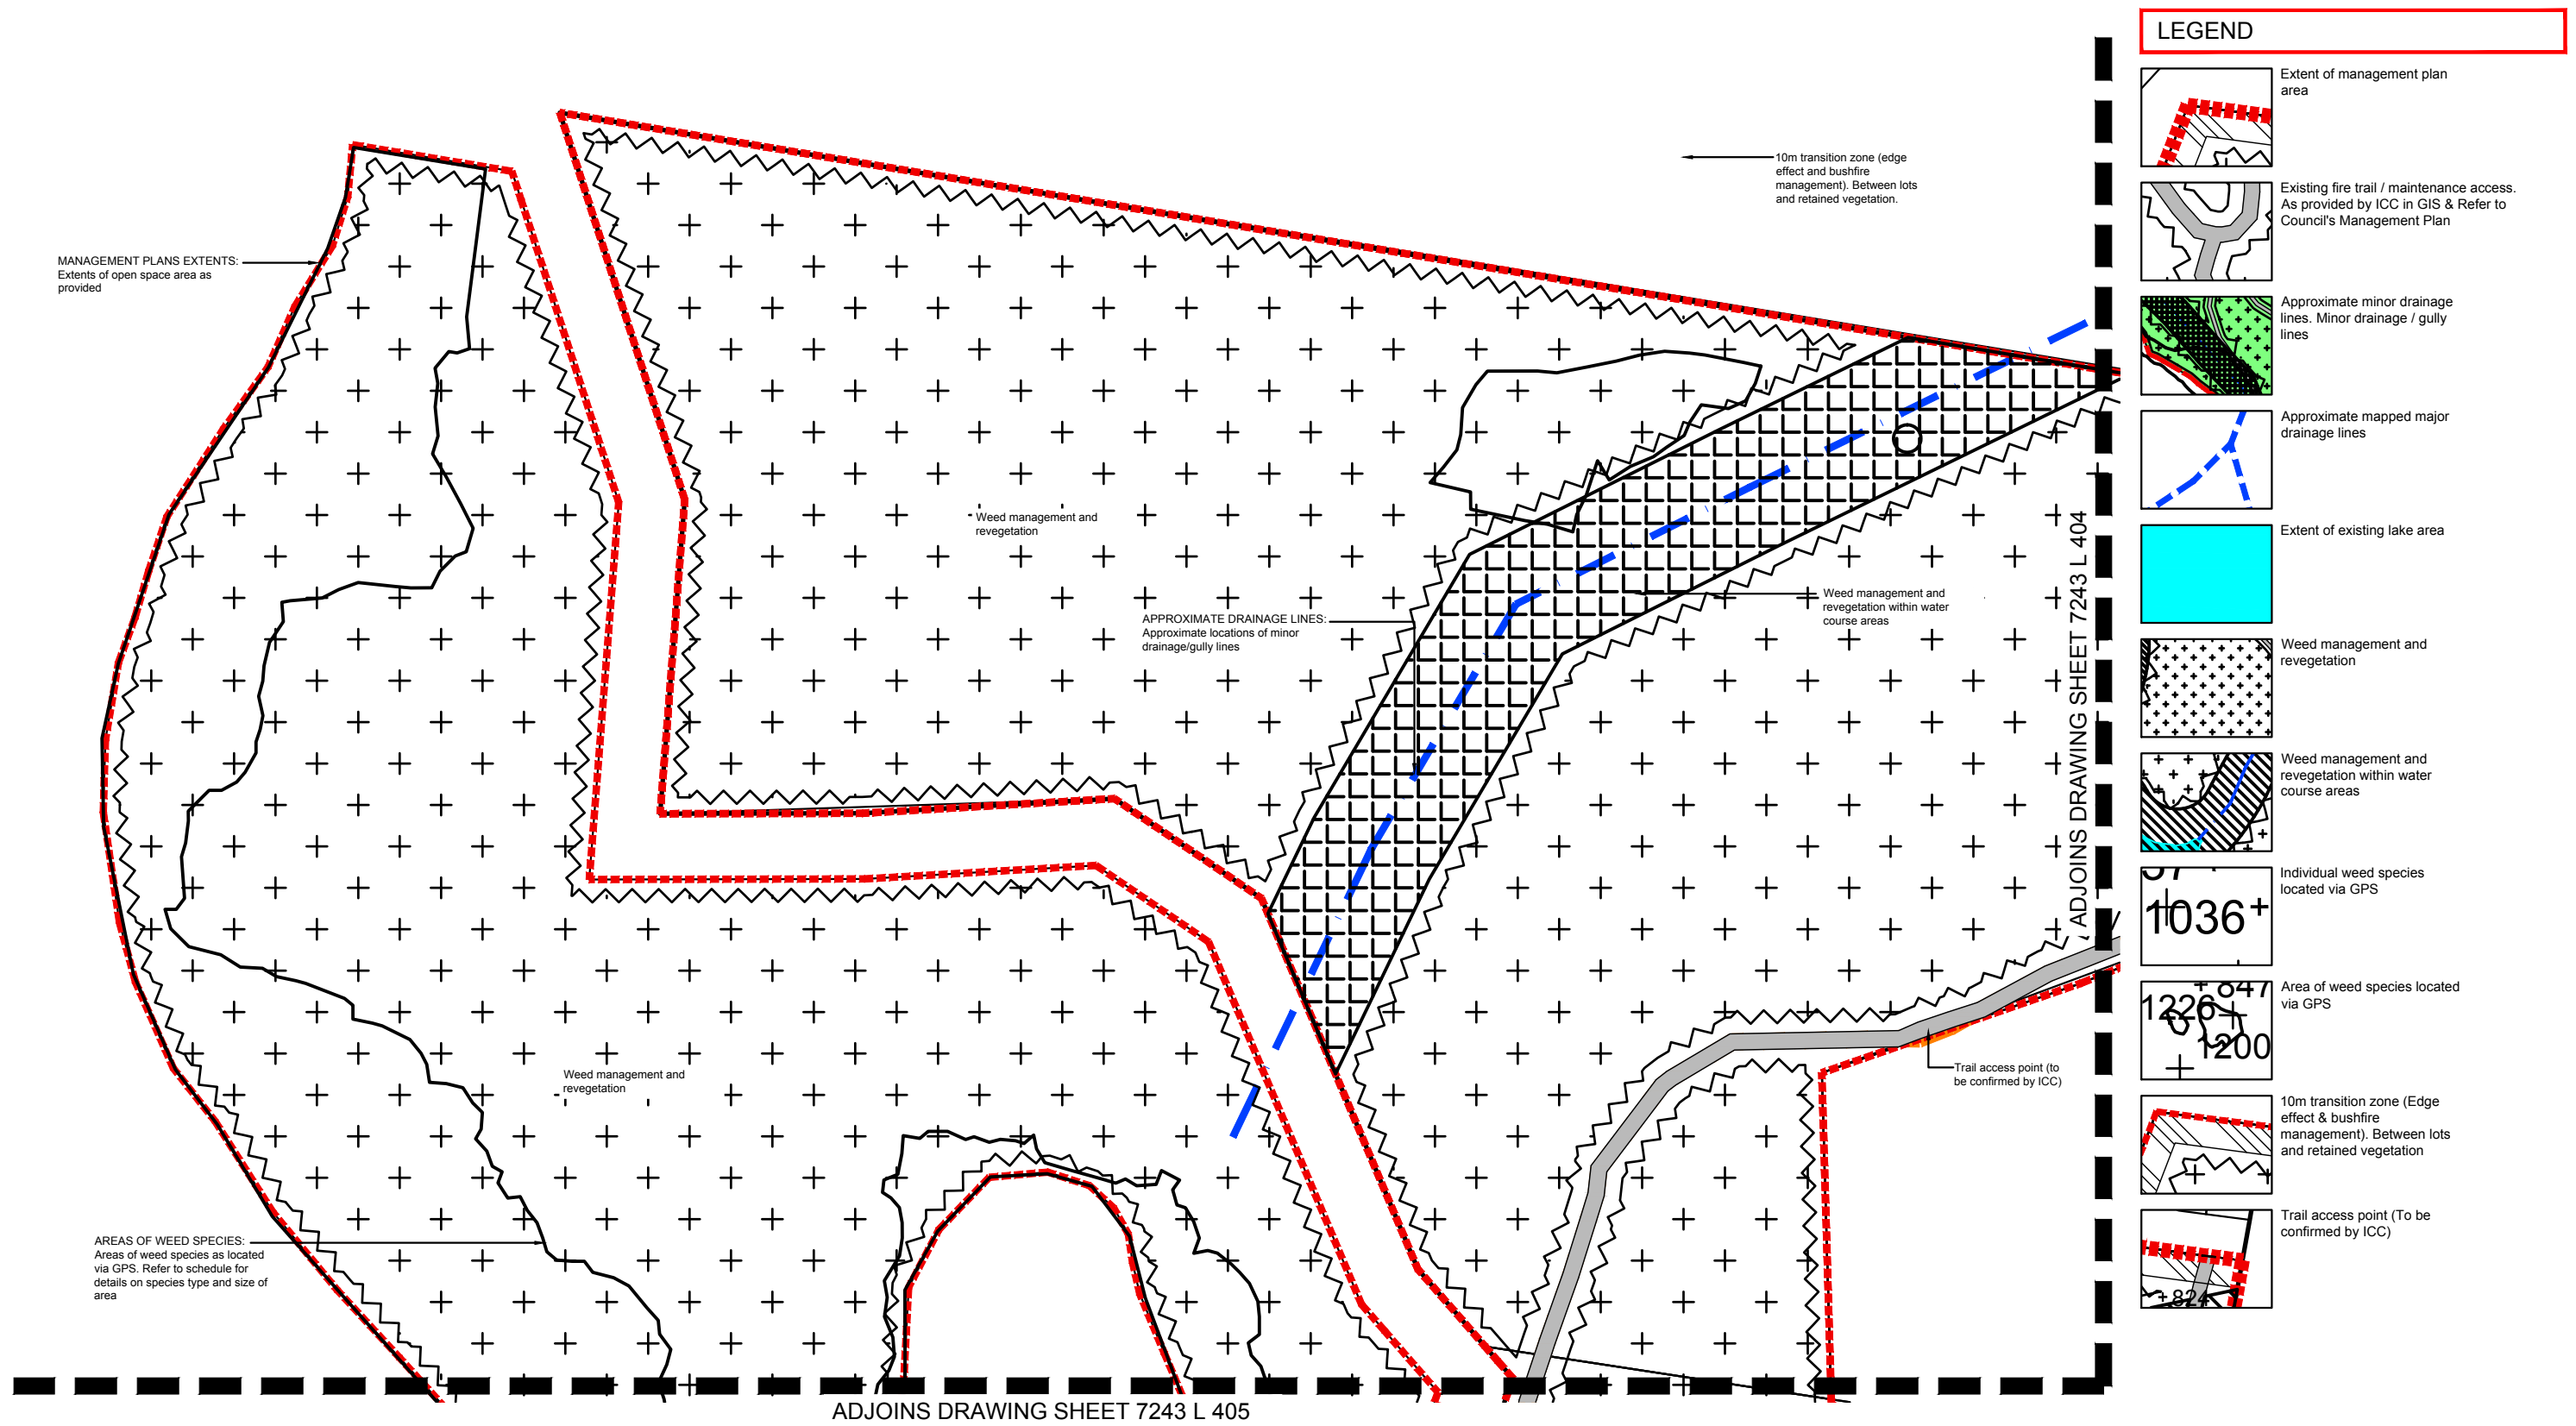 LEGEND
Extent of management plan
area
Existing fire trail / maintenance access.
As provided by ICC in GIS & Refer to
Council's Management Plan
Approximate minor drainage
lines. Minor drainage / gully
lines
Approximate mapped major
drainage lines
Extent of existing lake area
Weed management and
revegetation
Weed management and
revegetation within water
course areas
1036
Individual weed species
located via GPS
847
1226
1200
Area of weed species located
via GPS
10m transition zone (Edge
effect & bushfire
management). Between lots
and retained vegetation
824
Trail access point (To be
confirmed by ICC)
10m transition zone (edge
effect and bushfire
management). Between lots
and retained vegetation.
MANAGEMENT PLANS EXTENTS:
Extents of open space area as
provided
Weed management and
revegetation
APPROXIMATE DRAINAGE LINES:
Approximate locations of minor
drainage/gully lines
Weed management and
revegetation within water
course areas
ADJOINS DRAWING SHEET 7243 L 404
Weed management and
revegetation
Trail access point (to
be confirmed by ICC)
AREAS OF WEED SPECIES:
Areas of weed species as located
via GPS. Refer to schedule for
details on species type and size of
area
ADJOINS DRAWING SHEET 7243 L 405